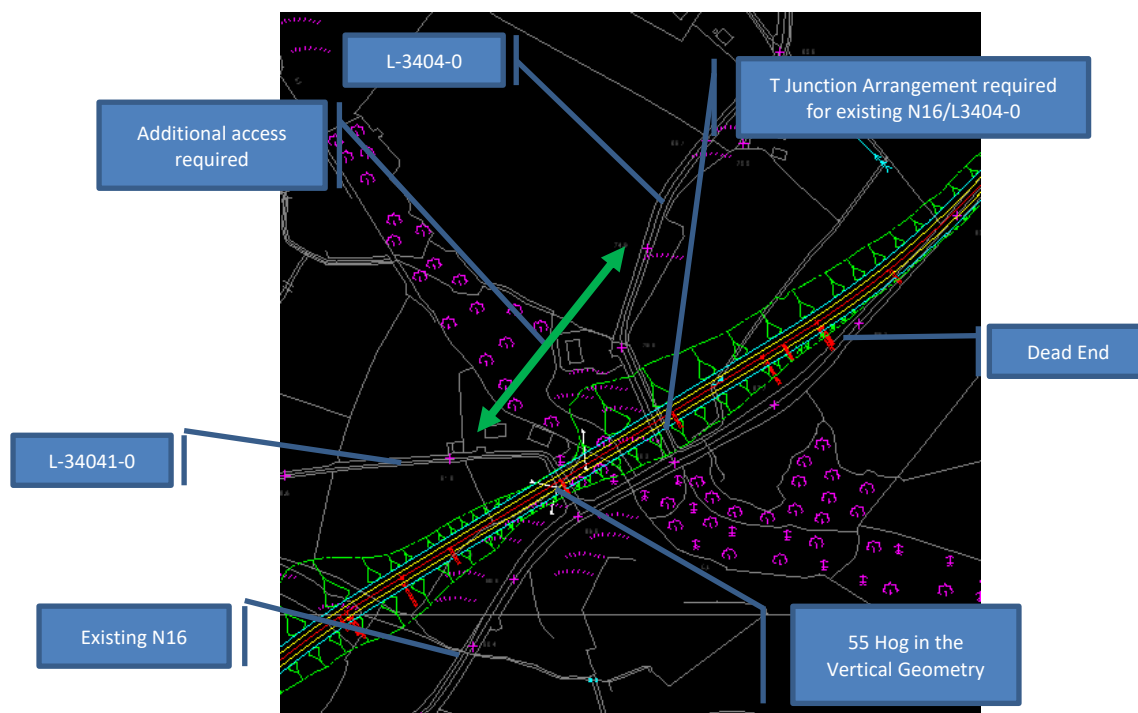 L-3404-0
T Junction Arrangement required
for existing N16/L3404-0
Additional access
required
Dead End
L-34041-0
Existing N16
55 Hog in the
Vertical Geometry